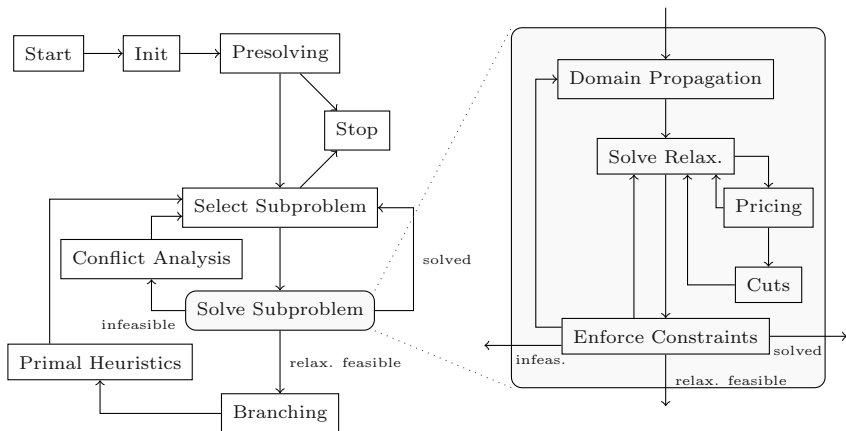 Start
Init
Presolving
Stop
Select Subproblem
Conflict Analysis
solved
Solve Subproblem
infeasible
Primal Heuristics
relax. feasible
Branching
Domain Propagation
Solve Relax.
Pricing
Cuts
Enforce Constraints
infeas.
solved
relax. feasible